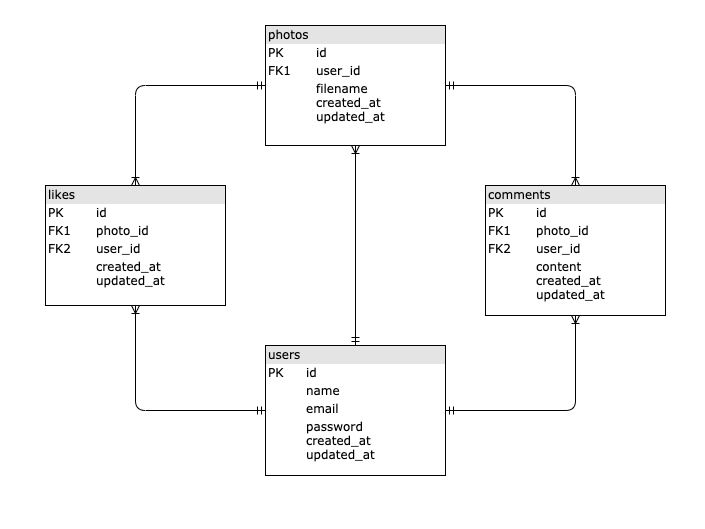 photos
PK id
FK1 user_id
filename
created_at
updated_at
likes
PK id
FK1 photo_id
FK2 user_id
created_at
updated_at
comments
PK id
FK1 photo_id
FK2 user_id
content
created_at
updated_at
users
PK id
name
email
password
created_at
updated_at